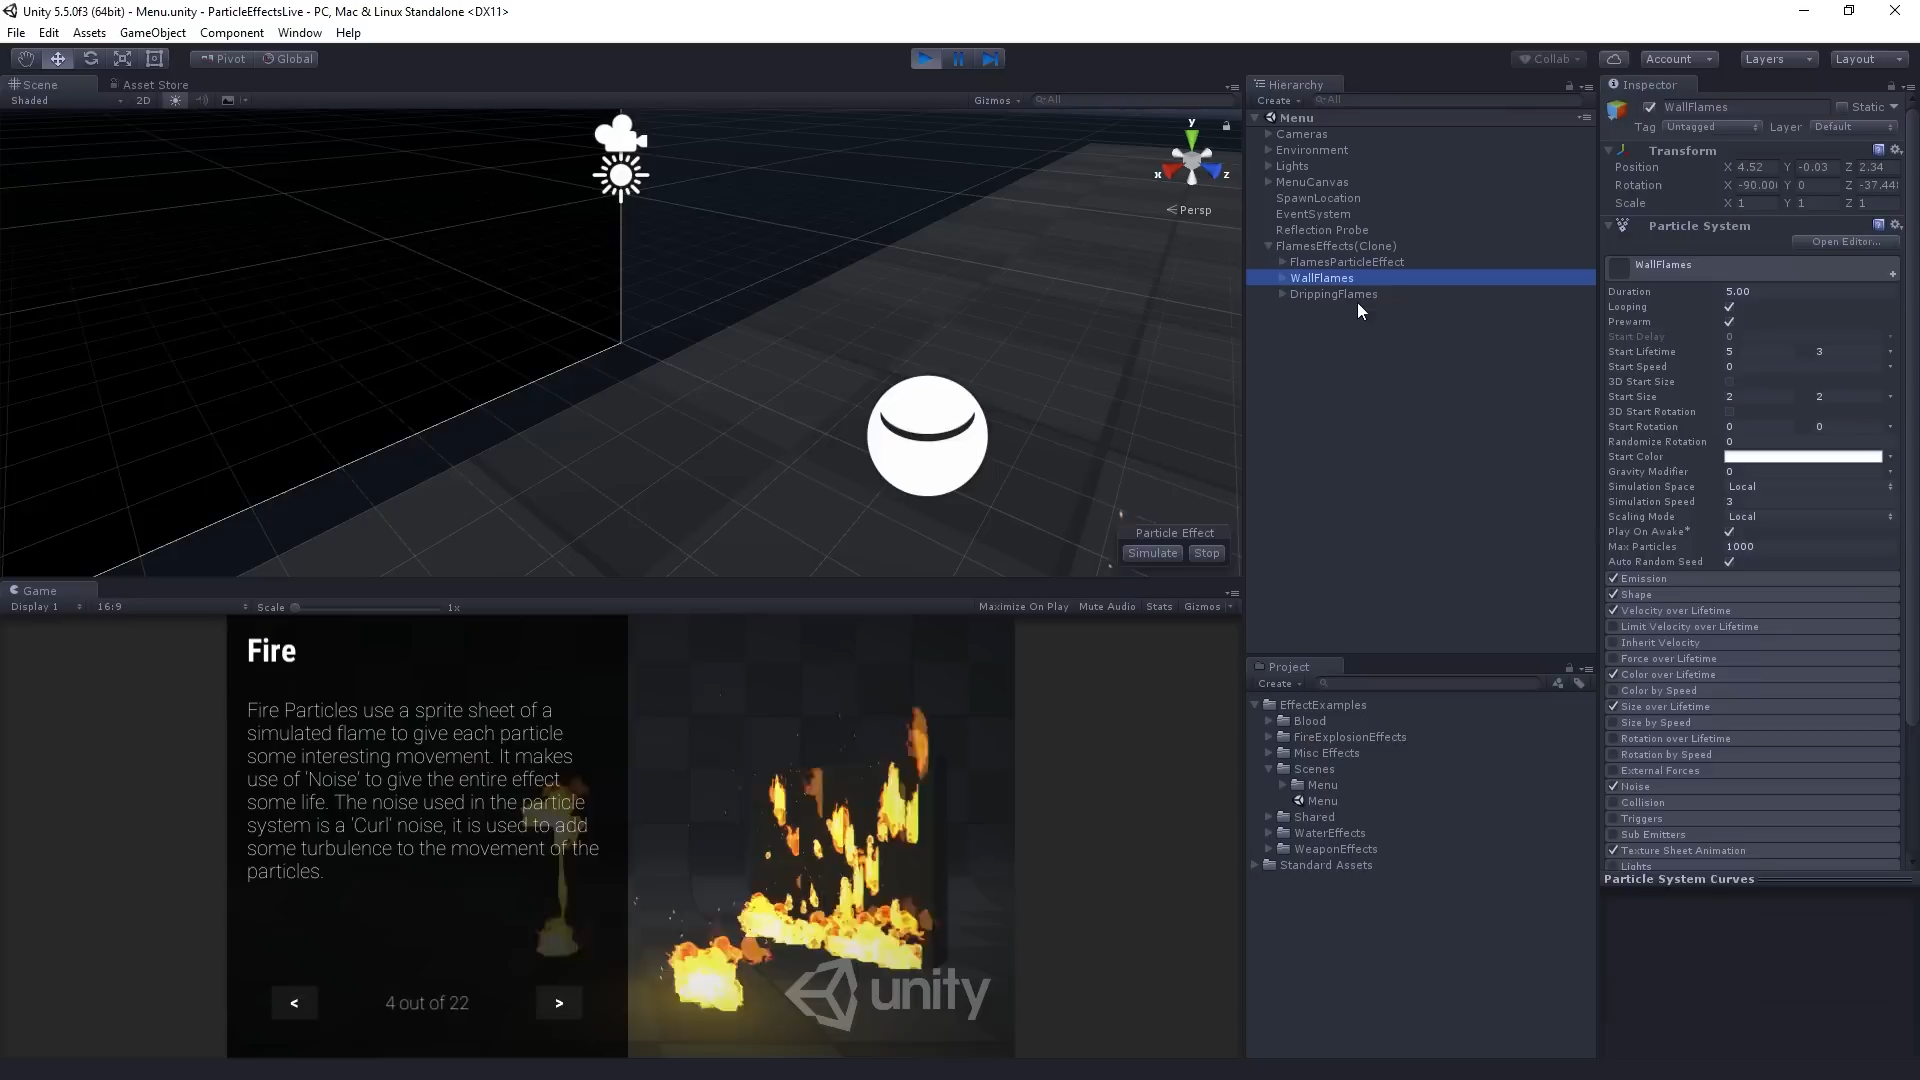 Unity 5.5.0f3 (64bit) - Menu.unity - ParticleEffectsLive - PC, Mac & Linux Standalone <DX11>
File Edit Assets GameObject Component Window Help
Pivot Global Collab Account Layers Layout
Scene Asset Store
Shaded 2D Gizmos All
y
x z
Persp
Particle Effect
Simulate Stop
Game
Display 1 16:9 Scale 1x Maximize On Play Mute Audio Stats Gizmos
Fire
Fire Particles use a sprite sheet of a
simulated flame to give each particle
some interesting movement. It makes
use of 'Noise' to give the entire effect
some life. The noise used in the particle
system is a 'Curl' noise, it is used to add
some turbulence to the movement of the
particles.
< 4 out of 22 >
unity
Hierarchy
Create All
Menu
Cameras
Environment
Lights
MenuCanvas
SpawnLocation
EventSystem
Reflection Probe
FlamesEffects(Clone)
FlamesParticleEffect
WallFlames
DrippingFlames
Project
Create
EffectExamples
Blood
FireExplosionEffects
Misc Effects
Scenes
Menu
Menu
Shared
WaterEffects
WeaponEffects
Standard Assets
Inspector
WallFlames Static
Tag Untagged Layer Default
Transform
Position X 4.52 Y -0.03 Z 2.34
Rotation X -90.00 Y 0 Z -37.44
Scale X 1 Y 1 Z 1
Particle System
Open Editor...
WallFlames
Duration 5.00
Looping
Prewarm
Start Delay 0
Start Lifetime 5 3
Start Speed 0
3D Start Size
Start Size 2 2
3D Start Rotation
Start Rotation 0 0
Randomize Rotation 0
Start Color
Gravity Modifier 0
Simulation Space Local
Simulation Speed 3
Scaling Mode Local
Play On Awake*
Max Particles 1000
Auto Random Seed
Emission
Shape
Velocity over Lifetime
Limit Velocity over Lifetime
Inherit Velocity
Force over Lifetime
Color over Lifetime
Color by Speed
Size over Lifetime
Size by Speed
Rotation over Lifetime
Rotation by Speed
External Forces
Noise
Collision
Triggers
Sub Emitters
Texture Sheet Animation
Lights
Particle System Curves